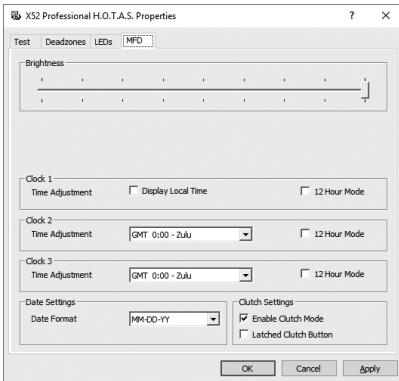 X52 Professional H.O.T.A.S. Properties ? ×
Test Deadzones LEDs MFD
Brightness
Clock 1
Time Adjustment Display Local Time 12 Hour Mode
Clock 2
Time Adjustment GMT 0:00 - Zulu 12 Hour Mode
Clock 3
Time Adjustment GMT 0:00 - Zulu 12 Hour Mode
Date Settings Clutch Settings
Date Format MM-DD-YY Enable Clutch Mode
Latched Clutch Button
OK Cancel Apply